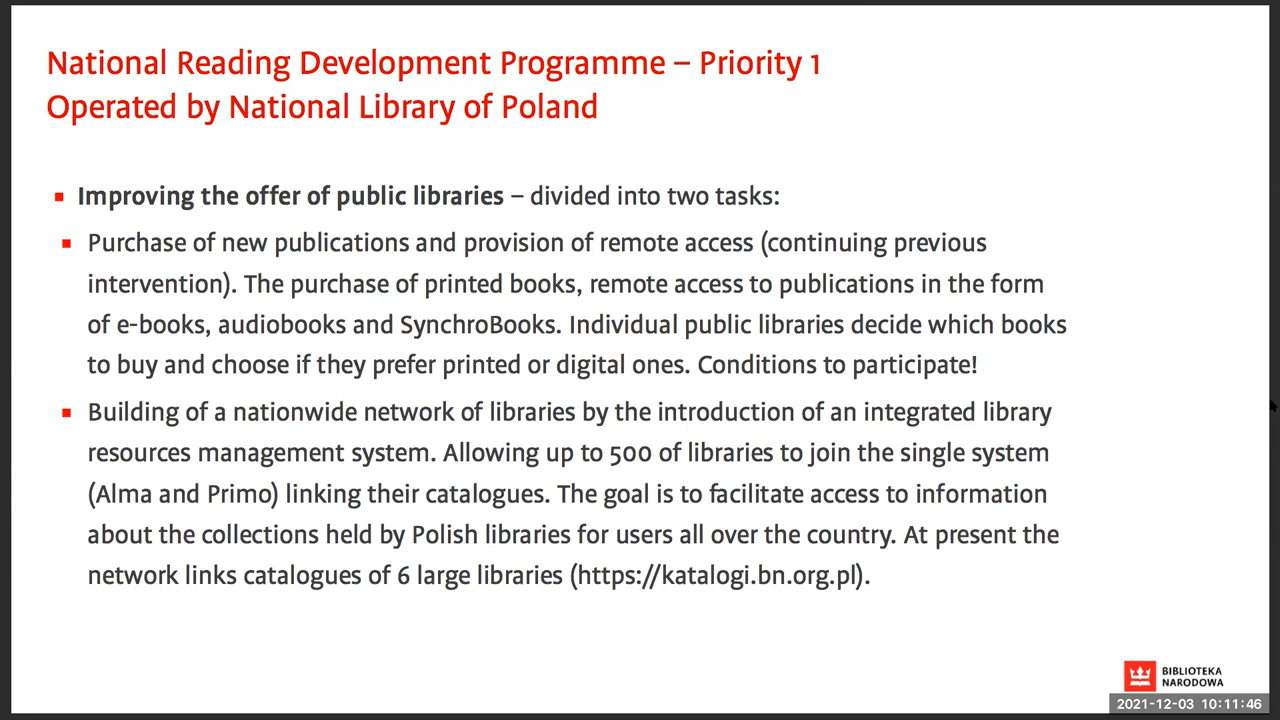 National Reading Development Programme – Priority 1
Operated by National Library of Poland
Improving the offer of public libraries – divided into two tasks:
Purchase of new publications and provision of remote access (continuing previous
intervention). The purchase of printed books, remote access to publications in the form
of e-books, audiobooks and SynchroBooks. Individual public libraries decide which books
to buy and choose if they prefer printed or digital ones. Conditions to participate!
Building of a nationwide network of libraries by the introduction of an integrated library
resources management system. Allowing up to 500 of libraries to join the single system
(Alma and Primo) linking their catalogues. The goal is to facilitate access to information
about the collections held by Polish libraries for users all over the country. At present the
network links catalogues of 6 large libraries (https://katalogi.bn.org.pl).
BIBLIOTEKA
NARODOWA
2021-12-03 10:11:46